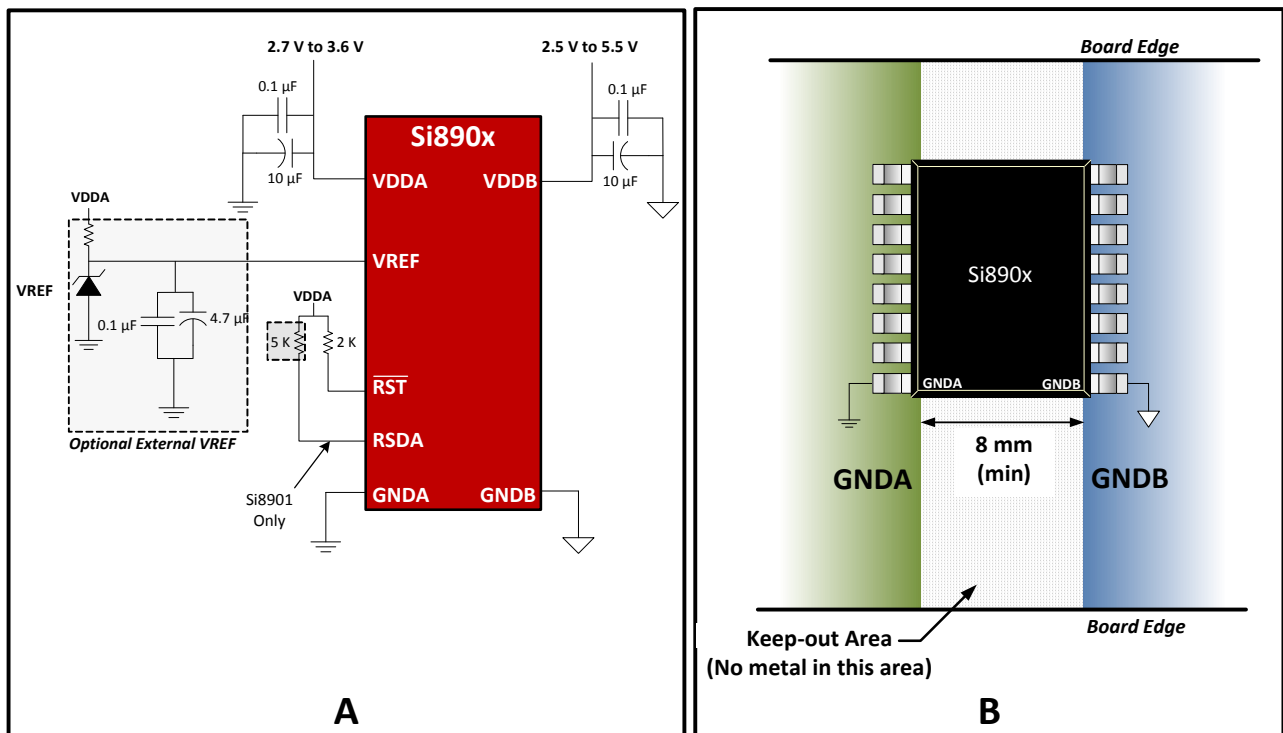 2.7 V to 3.6 V
2.5 V to 5.5 V
0.1 µF
10 µF
0.1 µF
10 µF
Si890x
VDDA
VDDB
VDDA
VREF
VREF
0.1 µF
4.7 µF
Optional External VREF
VDDA
5 K
2 K
RST
RSDA
GNDA
GNDB
Si8901
Only
A
Board Edge
Si890x
GNDA
GNDB
8 mm
(min)
GNDA
GNDB
Board Edge
Keep-out Area
(No metal in this area)
B